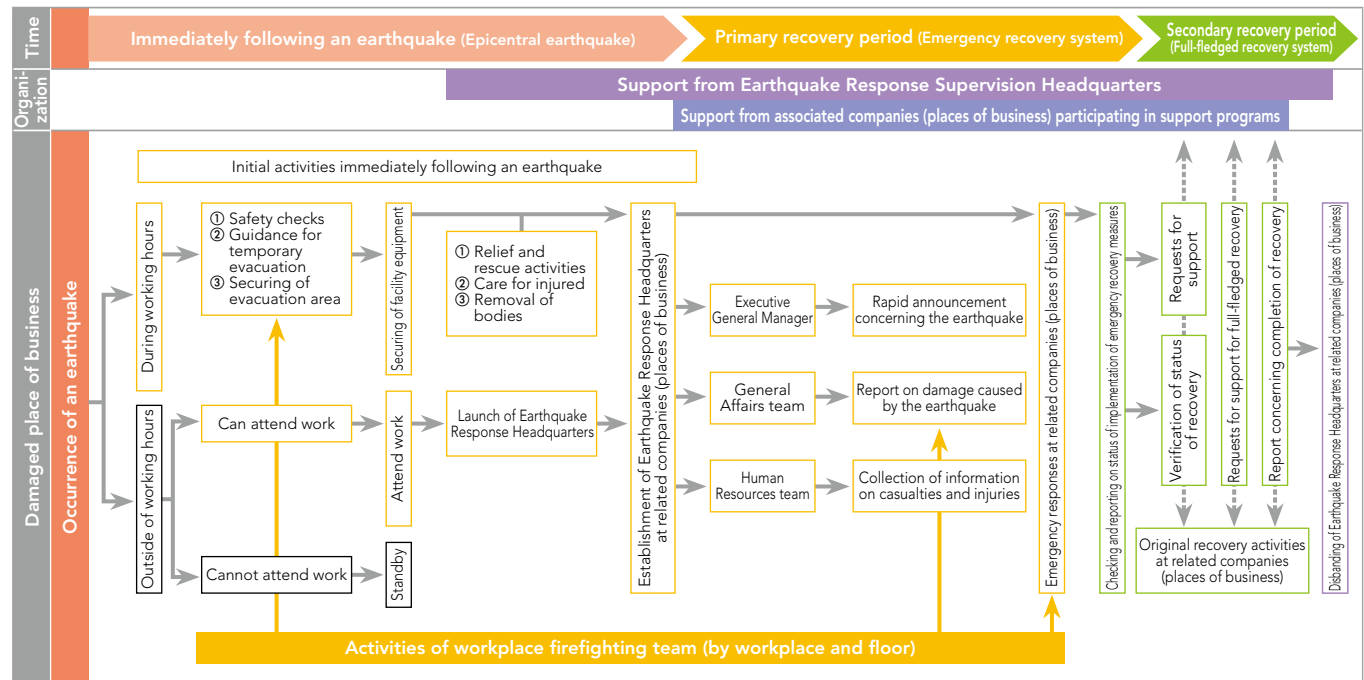 Time
Immediately following an earthquake (Epicentral earthquake)
Primary recovery period (Emergency recovery system)
Secondary recovery period
(Full-fledged recovery system)
Organi-
zation
Support from Earthquake Response Supervision Headquarters
Support from associated companies (places of business) participating in support programs
Damaged place of business
Occurrence of an earthquake
Initial activities immediately following an earthquake
During working hours
① Safety checks
② Guidance for
temporary
evacuation
③ Securing of
evacuation area
Securing of facility equipment
① Relief and
rescue activities
② Care for injured
③ Removal of
bodies
Outside of working hours
Can attend work
Attend work
Launch of Earthquake
Response Headquarters
Cannot attend work
Standby
Establishment of Earthquake Response Headquarters
at related companies (places of business)
Executive
General Manager
Rapid announcement
concerning the earthquake
General
Affairs team
Report on damage caused
by the earthquake
Human
Resources team
Collection of information
on casualties and injuries
Emergency responses at related companies (places of business)
Checking and reporting on status of implementation of emergency recovery measures
Requests for
support
Verification of status
of recovery
Requests for support for full-fledged recovery
Report concerning completion of recovery
Original recovery activities
at related companies
(places of business)
Disbanding of Earthquake Response Headquarters at related companies (places of business)
Activities of workplace firefighting team (by workplace and floor)